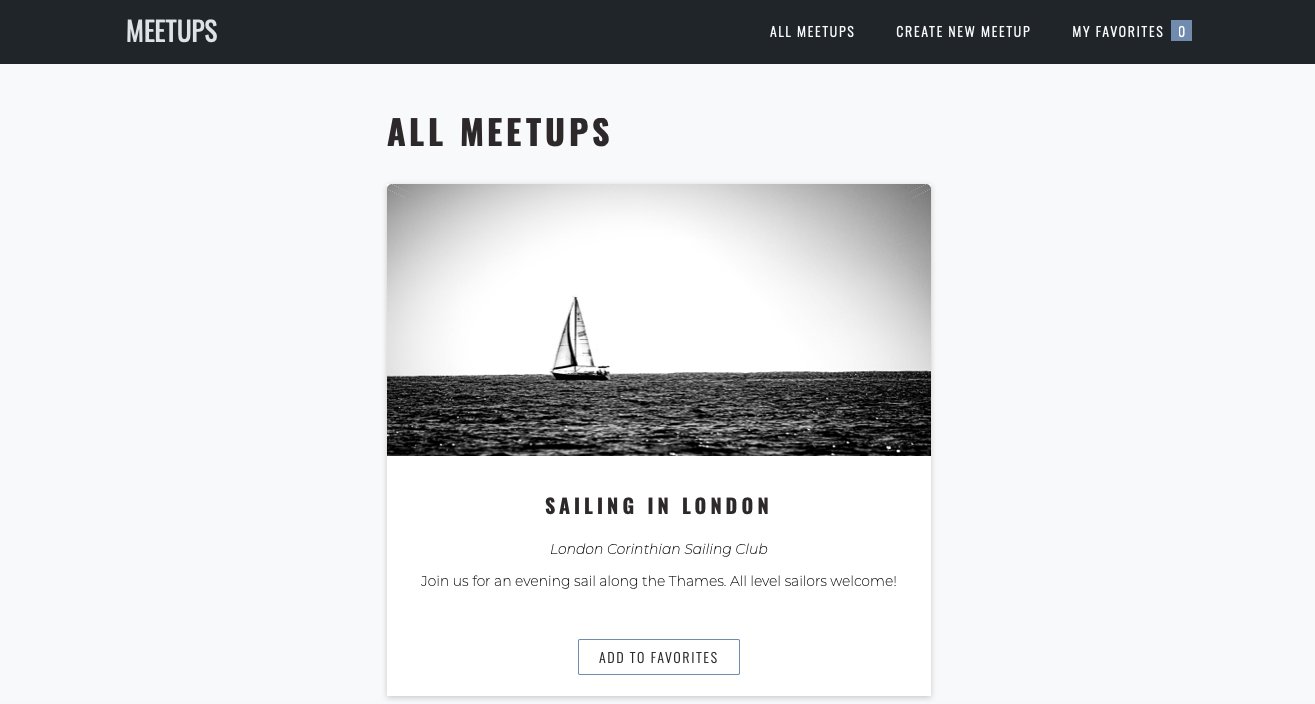 MEETUPS
ALL MEETUPS
CREATE NEW MEETUP
MY FAVORITES 0
ALL MEETUPS
SAILING IN LONDON
London Corinthian Sailing Club
Join us for an evening sail along the Thames. All level sailors welcome!
ADD TO FAVORITES